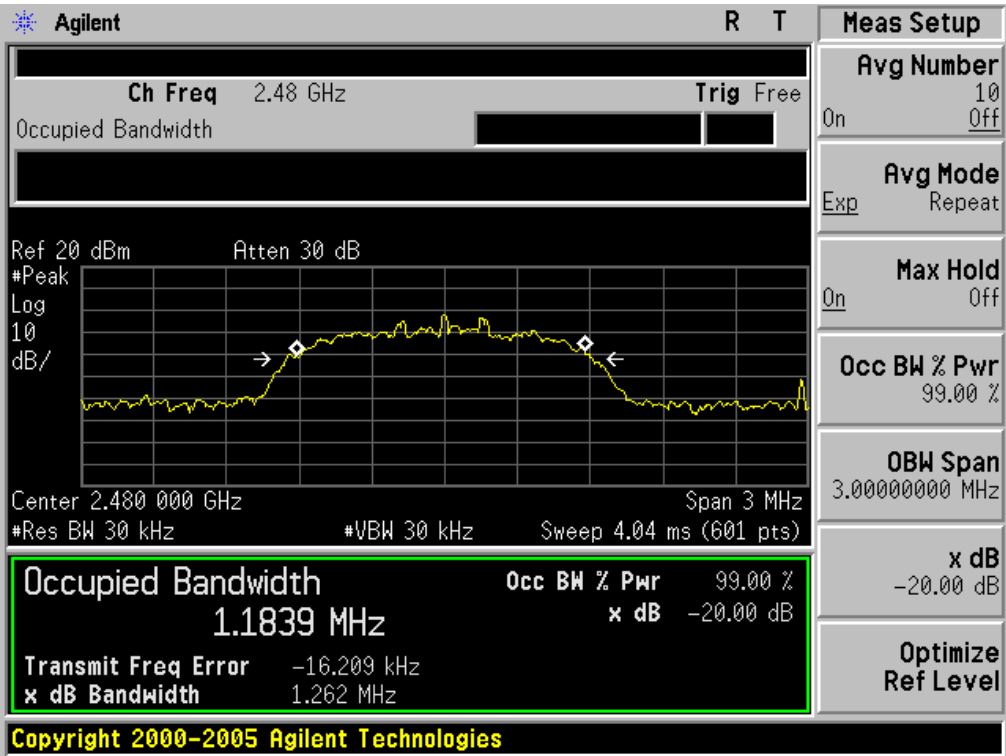 Agilent R T
Ch Freq 2.48 GHz Trig Free
Occupied Bandwidth
Ref 20 dBm Atten 30 dB
#Peak
Log
10
dB/
Center 2.480 000 GHz Span 3 MHz
#Res BW 30 kHz #VBW 30 kHz Sweep 4.04 ms (601 pts)
Occupied Bandwidth Occ BW % Pwr 99.00 %
1.1839 MHz x dB -20.00 dB
Transmit Freq Error -16.209 kHz
x dB Bandwidth 1.262 MHz
Copyright 2000-2005 Agilent Technologies
Meas Setup
Avg Number
10
On Off
Avg Mode
Exp Repeat
Max Hold
On Off
Occ BW % Pwr
99.00 %
OBW Span
3.00000000 MHz
x dB
-20.00 dB
Optimize
Ref Level